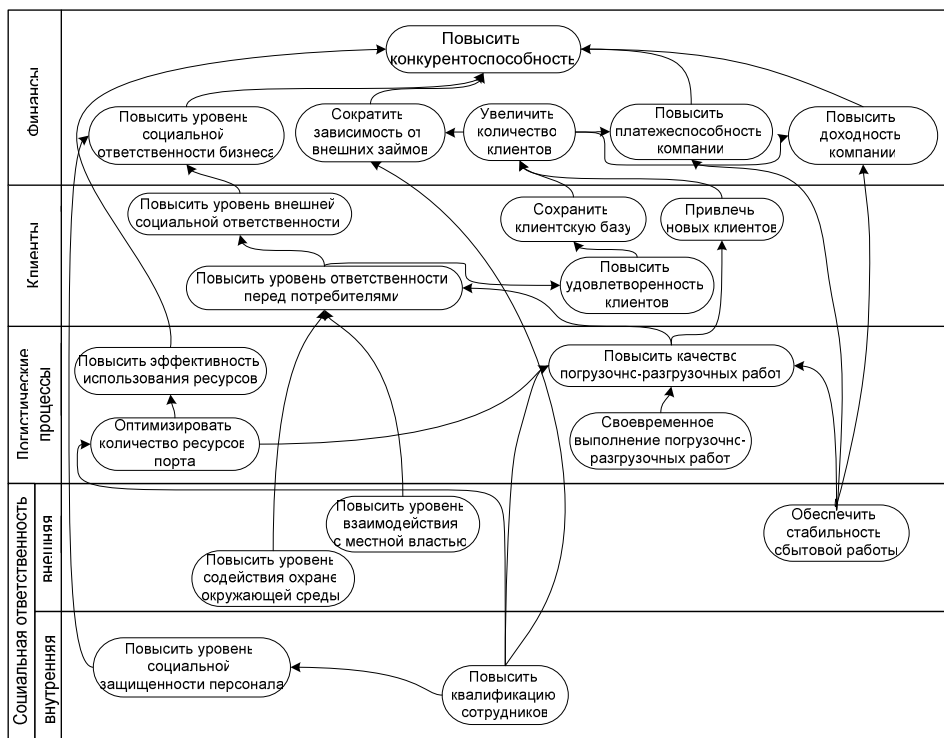 Финансы
Повысить
конкурентоспособность
Повысить уровень
социальной
ответственности бизнеса
Сократить
зависимость от
внешних займов
Увеличить
количество
клиентов
Повысить
платежеспособность
компании
Повысить
доходность
компании
Клиенты
Повысить уровень внешней
социальной ответственности
Сохранить
клиентскую базу
Привлечь
новых клиентов
Повысить уровень ответственности
перед потребителями
Повысить
удовлетворенность
клиентов
Логистические
процессы
Повысить эффективность
использования ресурсов
Повысить качество
погрузочно-разгрузочных работ
Оптимизировать
количество ресурсов
порта
Своевременное
выполнение погрузочно-
разгрузочных работ
Социальная ответственность
внешняя
Повысить уровень
взаимодействия
с местной властью
Обеспечить
стабильность
сбытовой работы
Повысить уровень
содействия охране
окружающей среды
внутренняя
Повысить уровень
социальной
защищенности персонала
Повысить
квалификацию
сотрудников